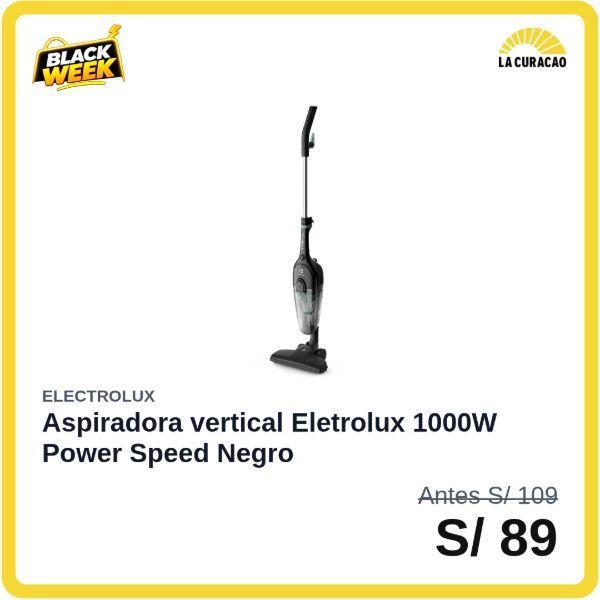 BLACK
WEEK
LA CURACAO
ELECTROLUX
Aspiradora vertical Eletrolux 1000W
Power Speed Negro
Antes S/ 109
S/ 89